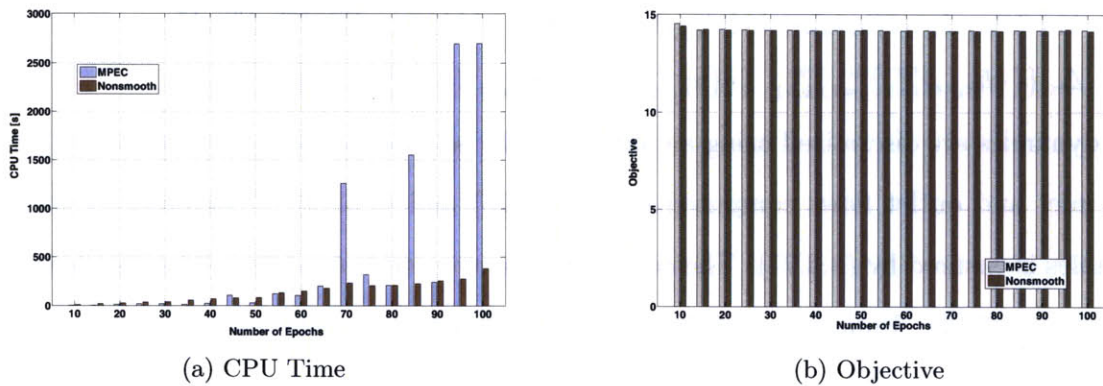 3000
2500
2000
1500
1000
500
0
CPU Time [s]
MPEC
Nonsmooth
10 20 30 40 50 60 70 80 90 100
Number of Epochs
(a) CPU Time
15
10
5
0
Objective
MPEC
Nonsmooth
10 20 30 40 50 60 70 80 90 100
Number of Epochs
(b) Objective